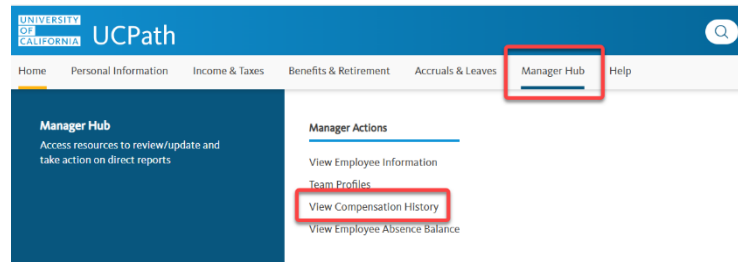 UNIVERSITY
OF
CALIFORNIA UCPath
Home Personal Information Income & Taxes Benefits & Retirement Accruals & Leaves Manager Hub Help
Manager Hub
Access resources to review/update and
take action on direct reports
Manager Actions
View Employee Information
Team Profiles
View Compensation History
View Employee Absence Balance